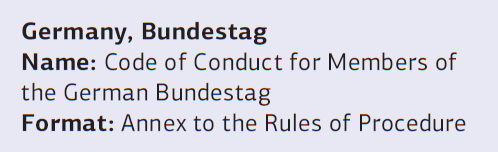 Germany, Bundestag
Name: Code of Conduct for Members of
the German Bundestag
Format: Annex to the Rules of Procedure